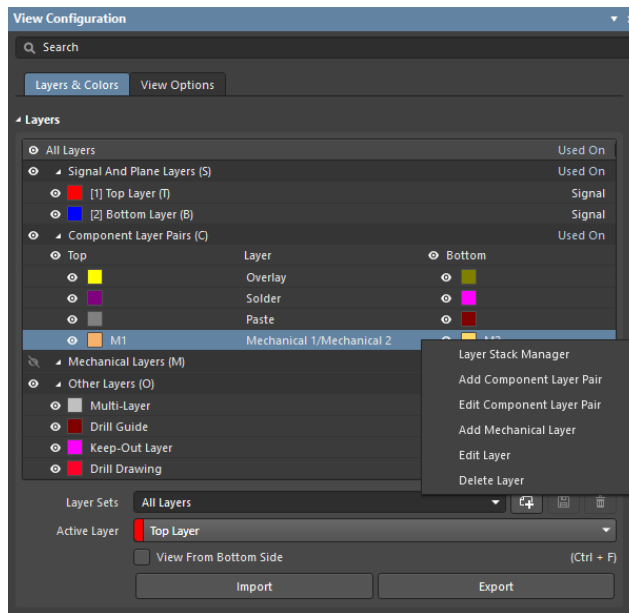 View Configuration
Search
Layers & Colors View Options
Layers
All Layers Used On
Signal And Plane Layers (S) Used On
[1] Top Layer (T) Signal
[2] Bottom Layer (B) Signal
Component Layer Pairs (C) Used On
Top Layer Bottom
Overlay
Solder
Paste
M1 Mechanical 1/Mechanical 2
Mechanical Layers (M)
Other Layers (O)
Multi-Layer
Drill Guide
Keep-Out Layer
Drill Drawing
Layer Stack Manager
Add Component Layer Pair
Edit Component Layer Pair
Add Mechanical Layer
Edit Layer
Delete Layer
Layer Sets All Layers
Active Layer Top Layer
View From Bottom Side (Ctrl + F)
Import Export